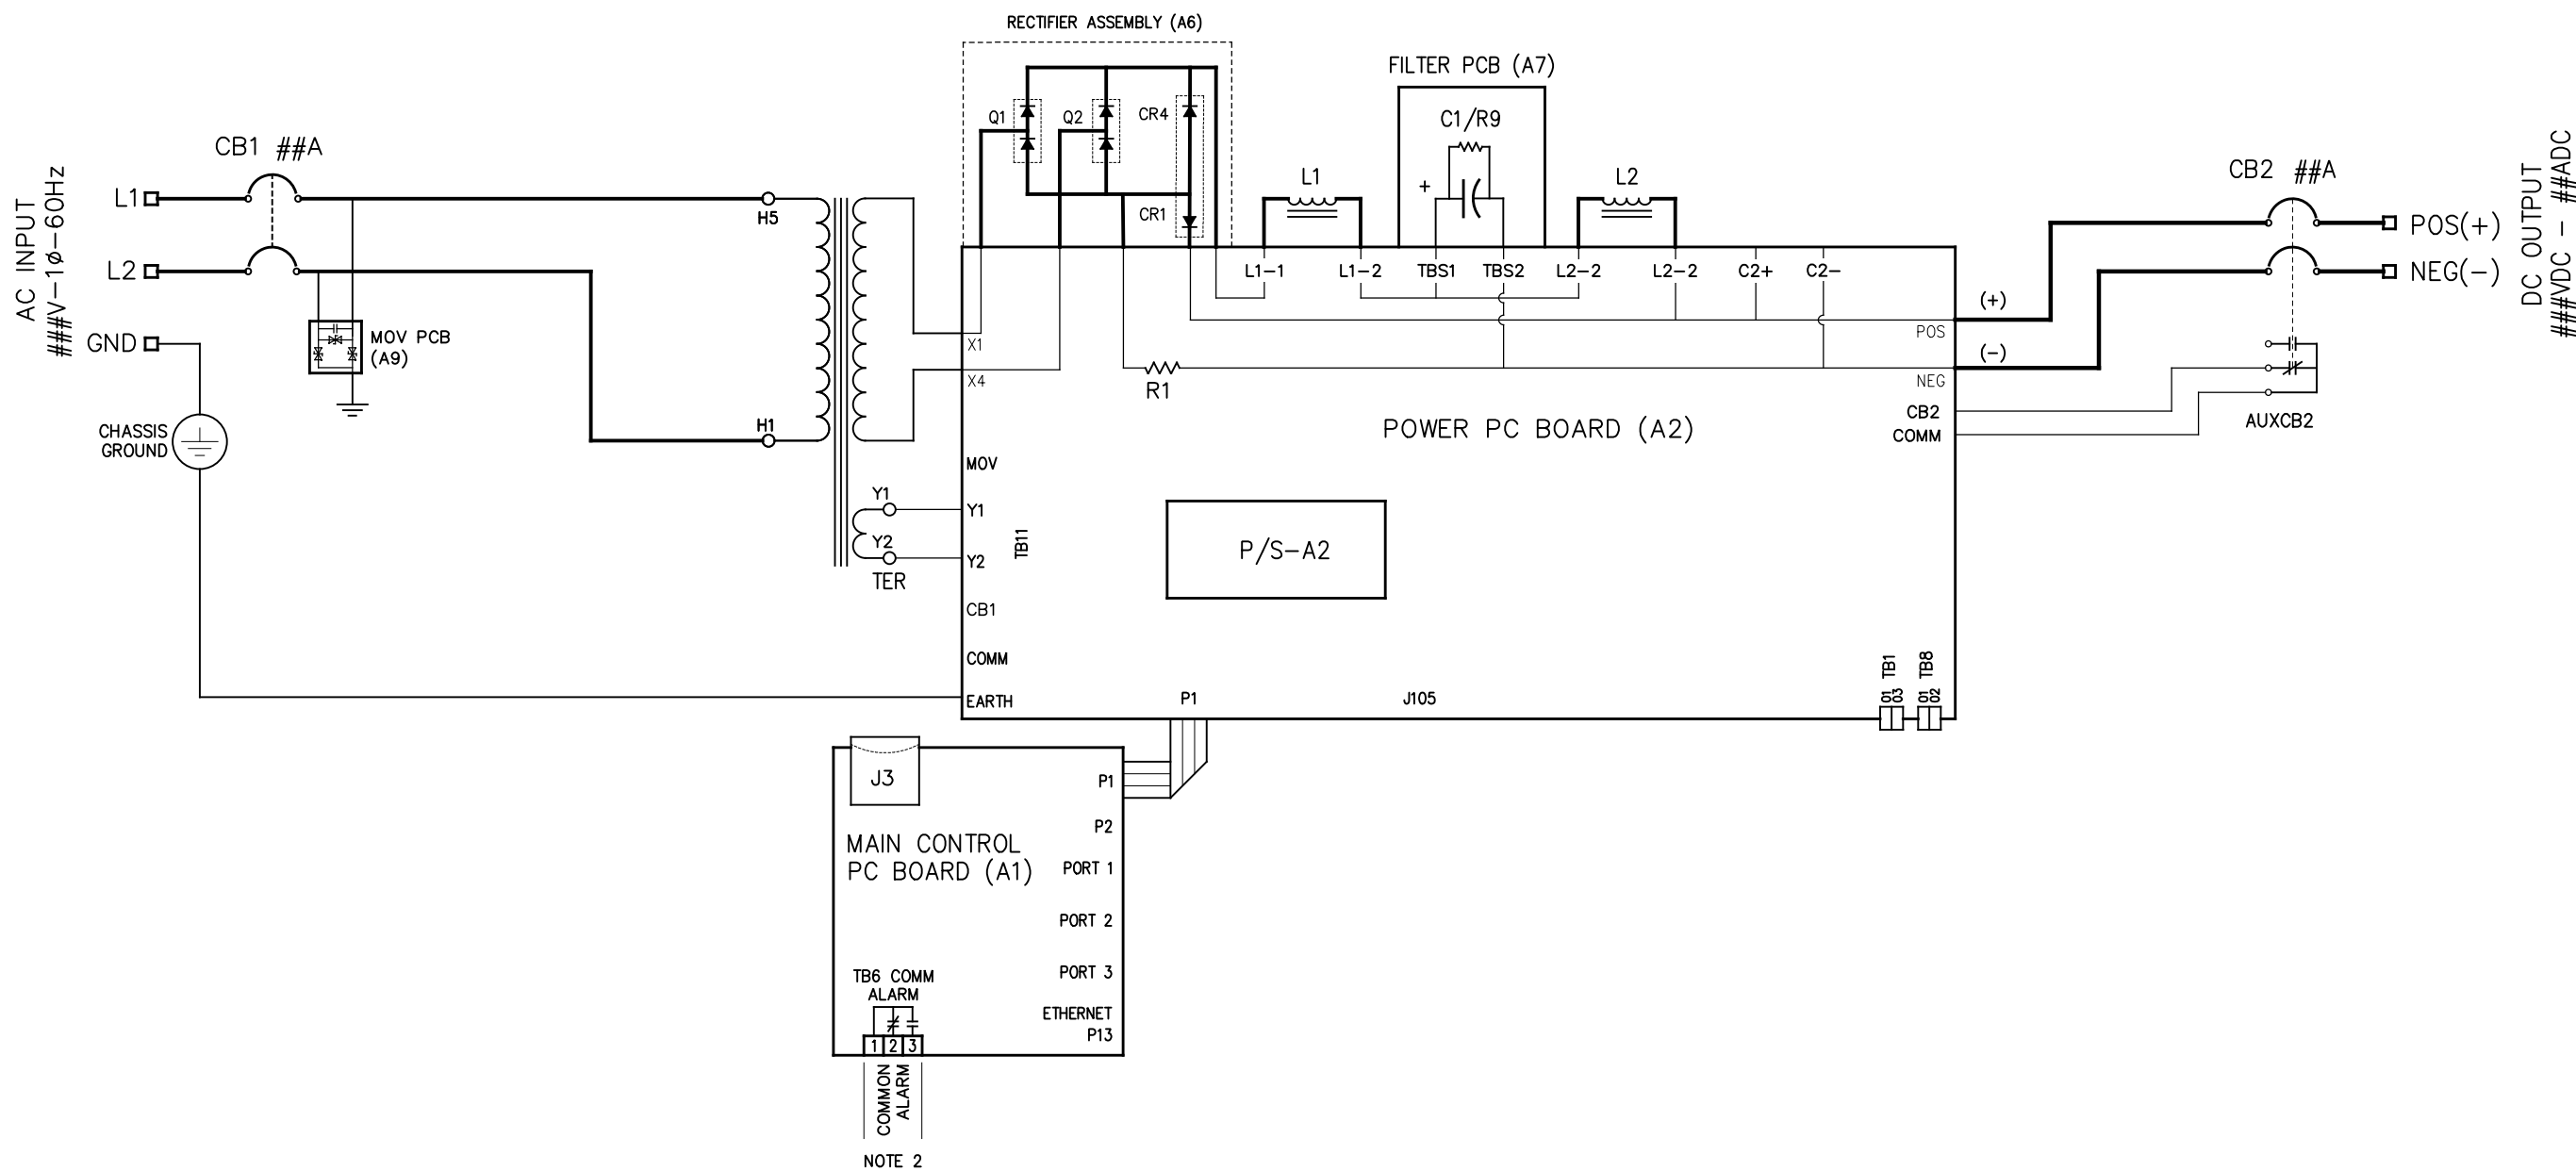 RECTIFIER ASSEMBLY (A6)
FILTER PCB (A7)
Q1
Q2
CR4
CR1
C1/R9
+
L1
L2
CB1 ##A
AC INPUT
###V-1ø-60Hz
L1
L2
GND
H5
H1
MOV PCB
(A9)
CHASSIS
GROUND
CB2 ##A
DC OUTPUT
###VDC - ##ADC
POS(+)
NEG(-)
L1-1
L1-2
TBS1
TBS2
L2-2
L2-2
C2+
C2-
(+)
POS
(-)
NEG
X1
X4
R1
CB2
COMM
AUXCB2
POWER PC BOARD (A2)
MOV
Y1
Y1
Y2
Y2
TER
TB11
P/S-A2
CB1
COMM
EARTH
P1
J105
TB1
01
03
TB8
01
02
J3
P1
P2
MAIN CONTROL
PC BOARD (A1)
PORT 1
PORT 2
PORT 3
TB6 COMM
ALARM
ETHERNET
P13
1 2 3
COMMON
ALARM
NOTE 2